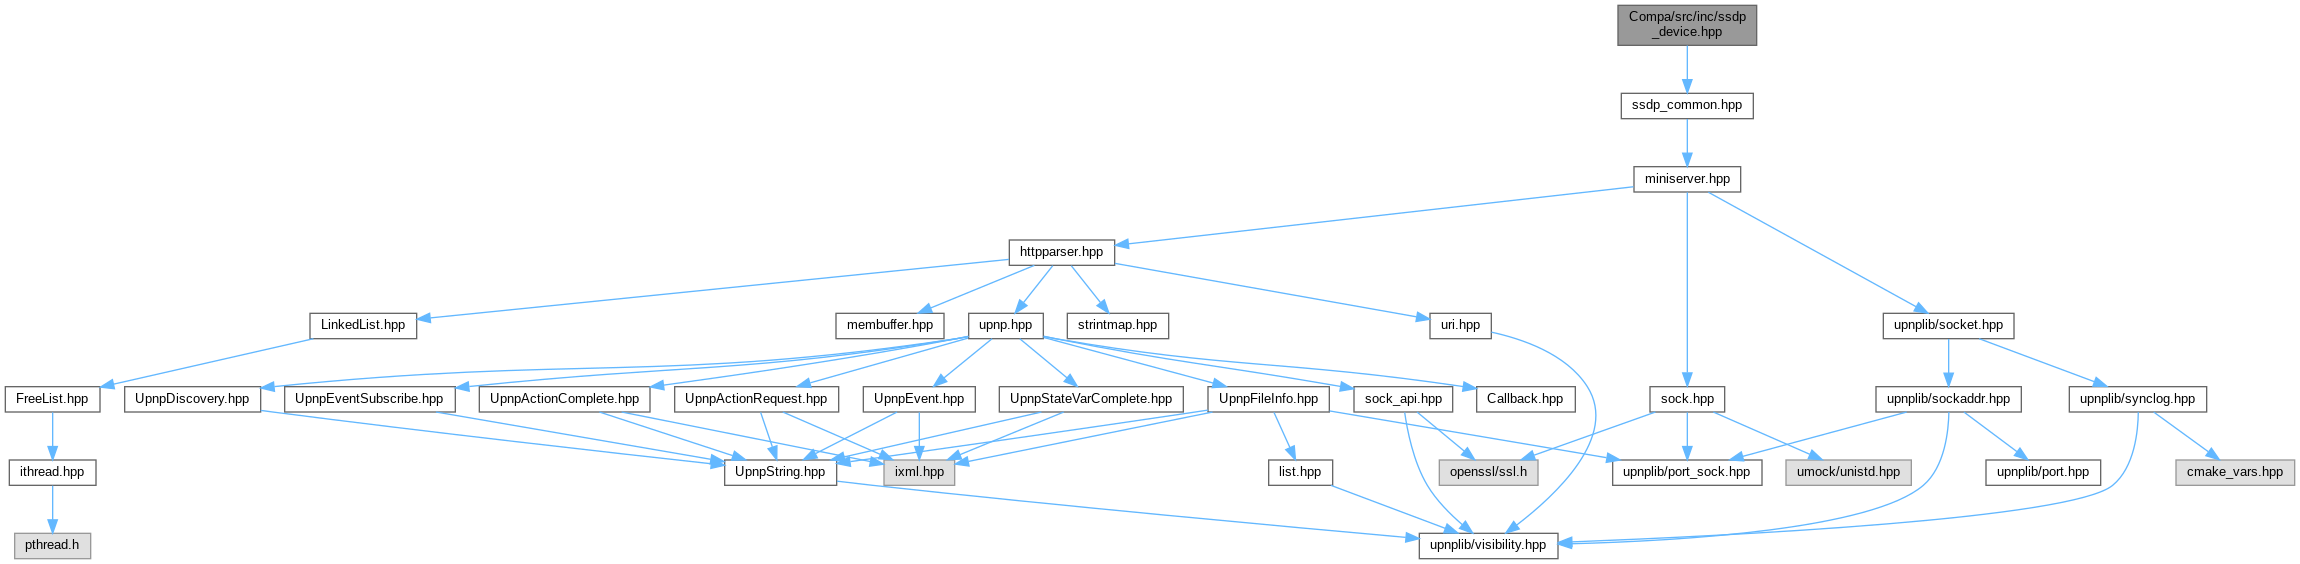 Compa/src/inc/ssdp
_device.hpp
ssdp_common.hpp
miniserver.hpp
httpparser.hpp
LinkedList.hpp
membuffer.hpp
upnp.hpp
strintmap.hpp
uri.hpp
upnplib/socket.hpp
FreeList.hpp
UpnpDiscovery.hpp
UpnpEventSubscribe.hpp
UpnpActionComplete.hpp
UpnpActionRequest.hpp
UpnpEvent.hpp
UpnpStateVarComplete.hpp
UpnpFileInfo.hpp
sock_api.hpp
Callback.hpp
sock.hpp
upnplib/sockaddr.hpp
upnplib/synclog.hpp
ithread.hpp
UpnpString.hpp
ixml.hpp
list.hpp
openssl/ssl.h
upnplib/port_sock.hpp
umock/unistd.hpp
upnplib/port.hpp
cmake_vars.hpp
pthread.h
upnplib/visibility.hpp